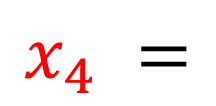 x₄ =